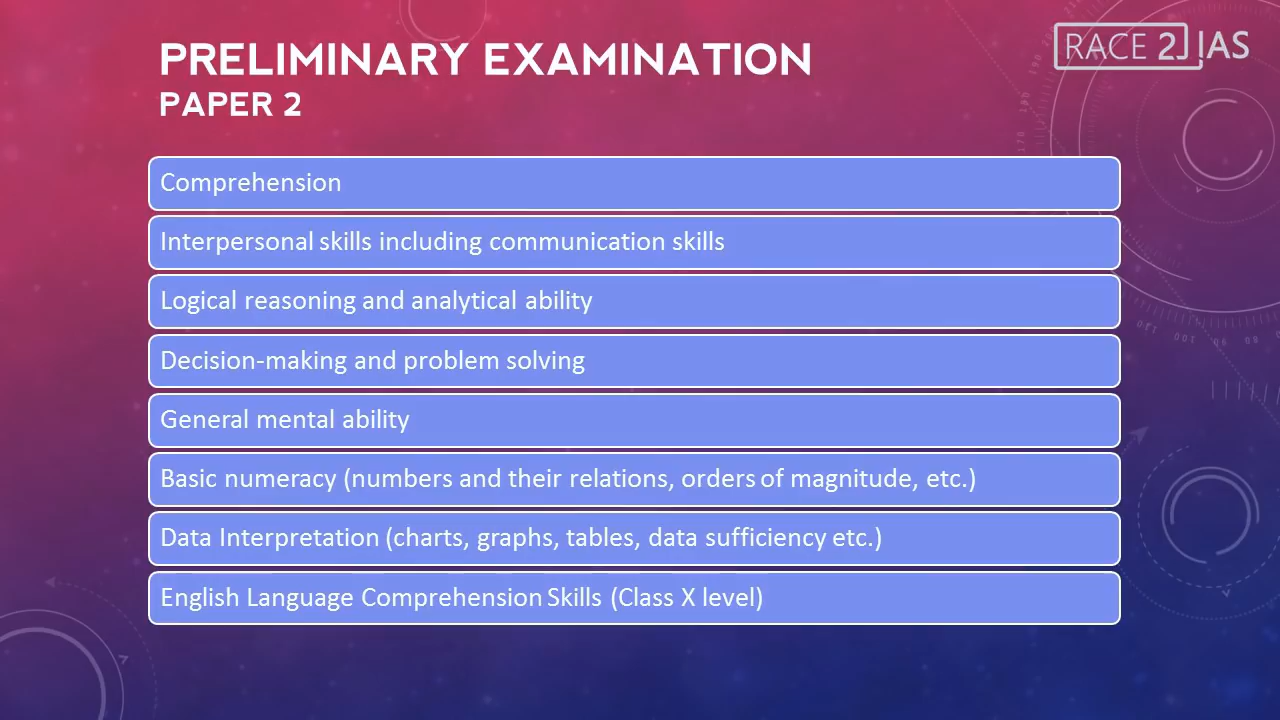 PRELIMINARY EXAMINATION
PAPER 2
RACE 2 IAS
Comprehension
Interpersonal skills including communication skills
Logical reasoning and analytical ability
Decision-making and problem solving
General mental ability
Basic numeracy (numbers and their relations, orders of magnitude, etc.)
Data Interpretation (charts, graphs, tables, data sufficiency etc.)
English Language Comprehension Skills (Class X level)